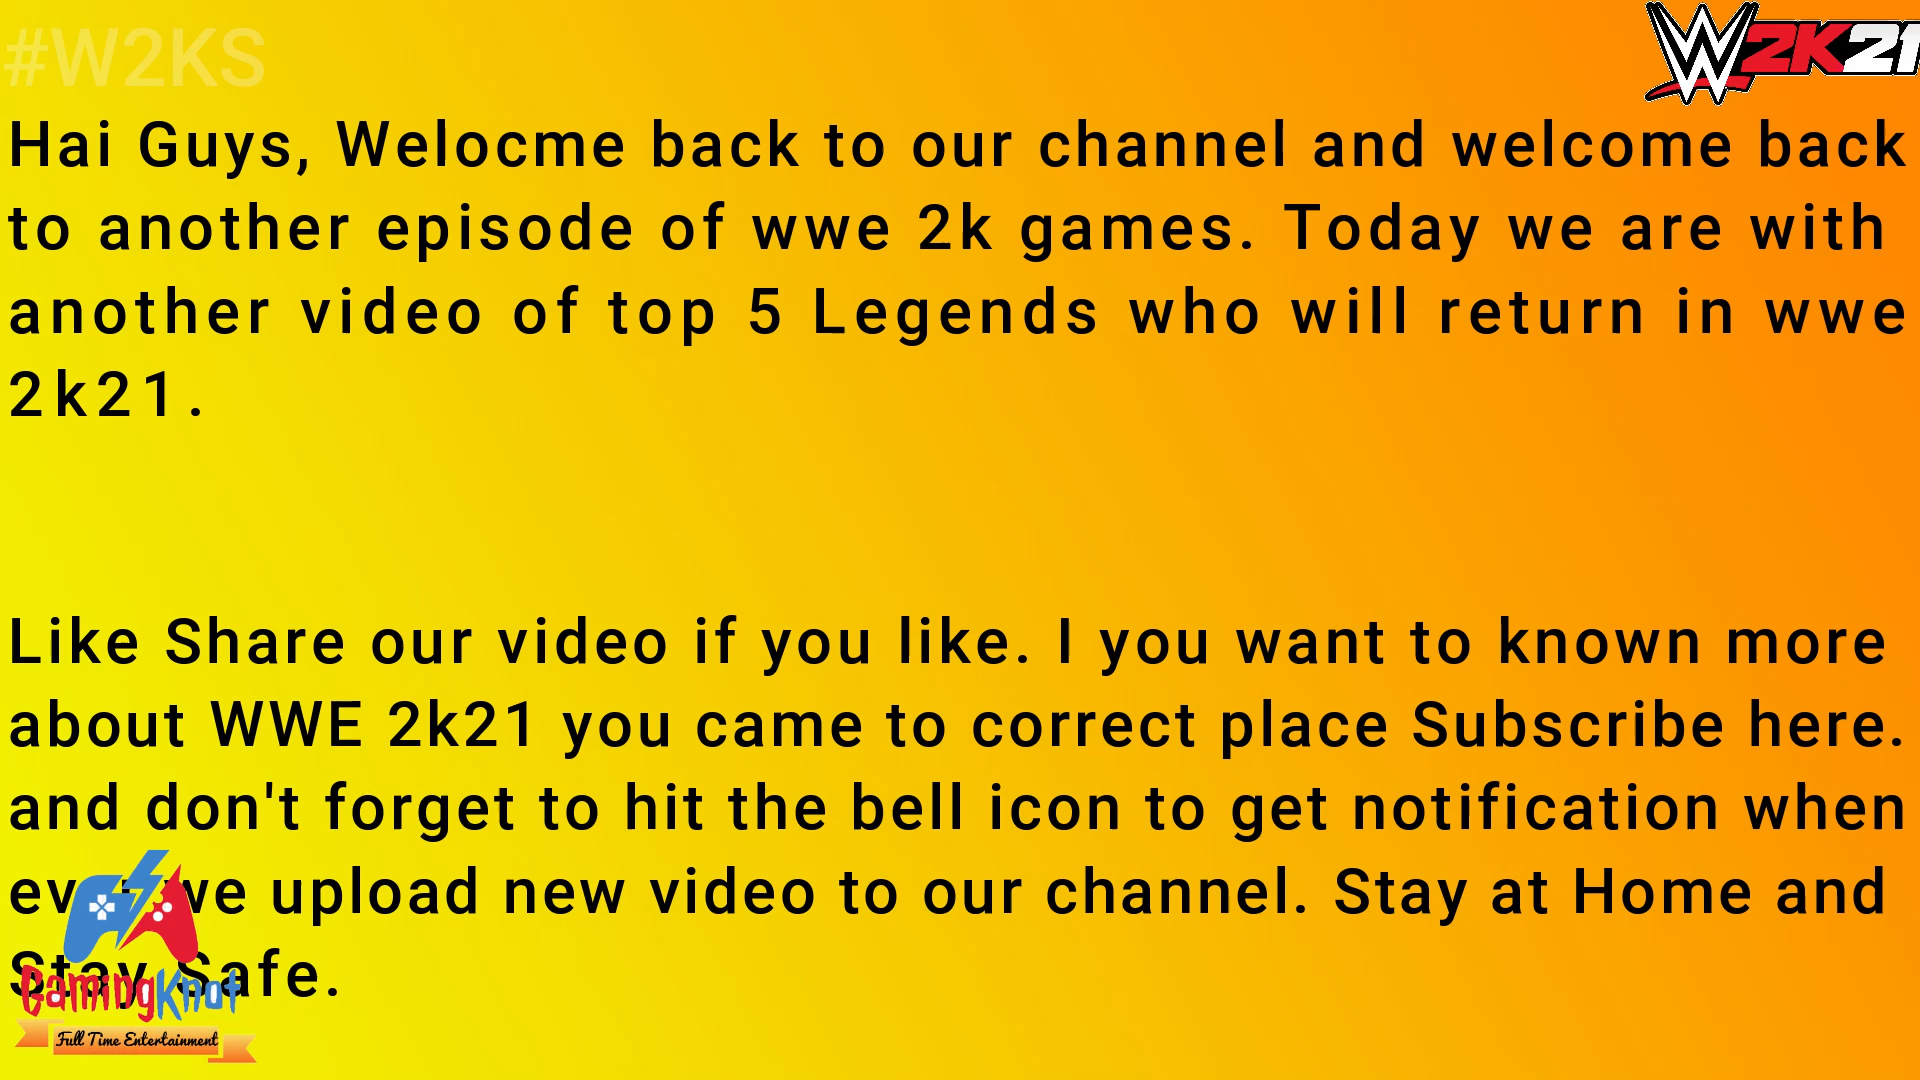 #W2KS
W2K21
Hai Guys, Welocme back to our channel and welcome back
to another episode of wwe 2k games. Today we are with
another video of top 5 Legends who will return in wwe
2k21.
Like Share our video if you like. I you want to known more
about WWE 2k21 you came to correct place Subscribe here.
and don't forget to hit the bell icon to get notification when
ever we upload new video to our channel. Stay at Home and
Stay Safe.
GamingKnot
Full Time Entertainment